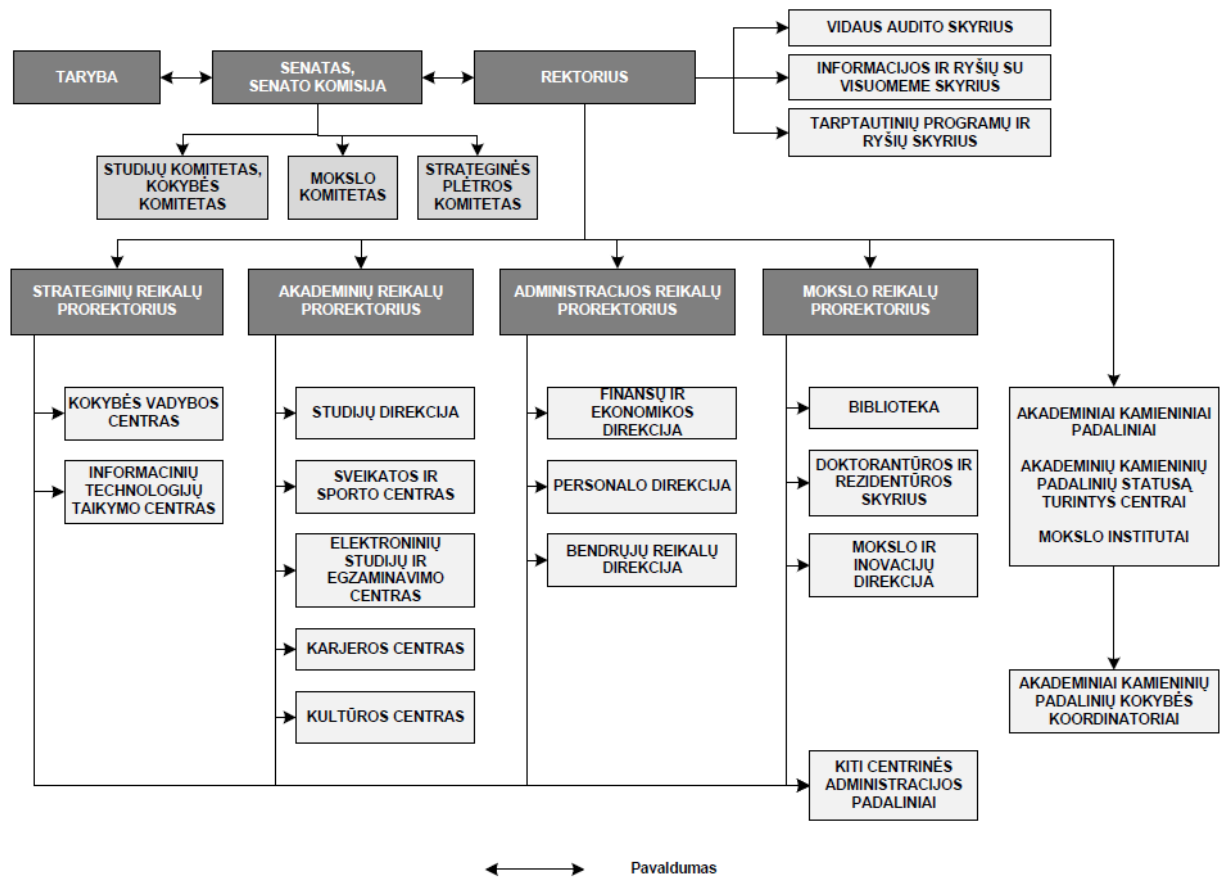 VIDAUS AUDITO SKYRIUS
TARYBA
SENATAS,
SENATO KOMISIJA
REKTORIUS
INFORMACIJOS IR RYŠIŲ SU
VISUOMEME SKYRIUS
TARPTAUTINIŲ PROGRAMŲ IR
RYŠIŲ SKYRIUS
STUDIJŲ KOMITETAS,
KOKYBĖS
KOMITETAS
MOKSLO
KOMITETAS
STRATEGINĖS
PLĖTROS
KOMITETAS
STRATEGINIŲ REIKALŲ
PROREKTORIUS
AKADEMINIŲ REIKALŲ
PROREKTORIUS
ADMINISTRACIJOS REIKALŲ
PROREKTORIUS
MOKSLO REIKALŲ
PROREKTORIUS
KOKYBĖS VADYBOS
CENTRAS
INFORMACINIŲ
TECHNOLOGIJŲ
TAIKYMO CENTRAS
STUDIJŲ DIREKCIJA
SVEIKATOS IR
SPORTO CENTRAS
ELEKTRONINIŲ
STUDIJŲ IR
EGZAMINAVIMO
CENTRAS
KARJEROS CENTRAS
KULTŪROS CENTRAS
FINANSŲ IR
EKONOMIKOS
DIREKCIJA
PERSONALO DIREKCIJA
BENDRŲJŲ REIKALŲ
DIREKCIJA
BIBLIOTEKA
DOKTORANTŪROS IR
REZIDENTŪROS
SKYRIUS
MOKSLO IR
INOVACIJŲ
DIREKCIJA
AKADEMINIAI KAMIENINIAI
PADALINIAI
AKADEMINIŲ KAMIENINIŲ
PADALINIŲ STATUSĄ
TURINTYS CENTRAI
MOKSLO INSTITUTAI
AKADEMINIAI KAMIENINIŲ
PADALINIŲ KOKYBĖS
KOORDINATORIAI
KITI CENTRINĖS
ADMINISTRACIJOS
PADALINIAI
Pavaldumas